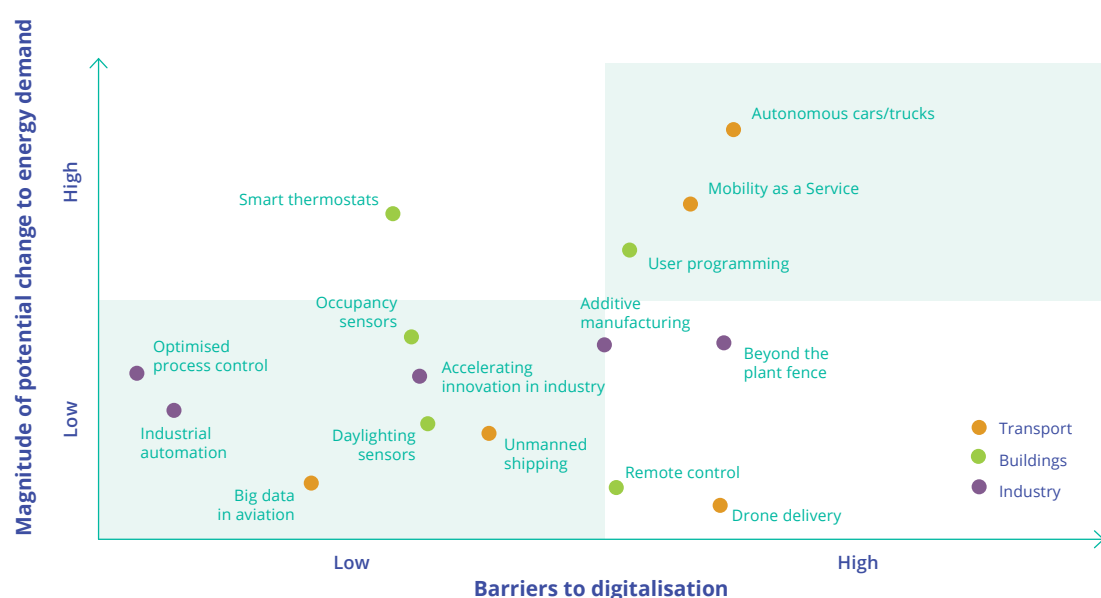 Magnitude of potential change to energy demand
High
Low
Autonomous cars/trucks
Mobility as a Service
Smart thermostats
User programming
Occupancy
sensors
Additive
manufacturing
Optimised
process control
Beyond the
plant fence
Accelerating
innovation in industry
Industrial
automation
Daylighting
sensors
Unmanned
shipping
Big data
in aviation
Remote control
Drone delivery
Transport
Buildings
Industry
Low
High
Barriers to digitalisation